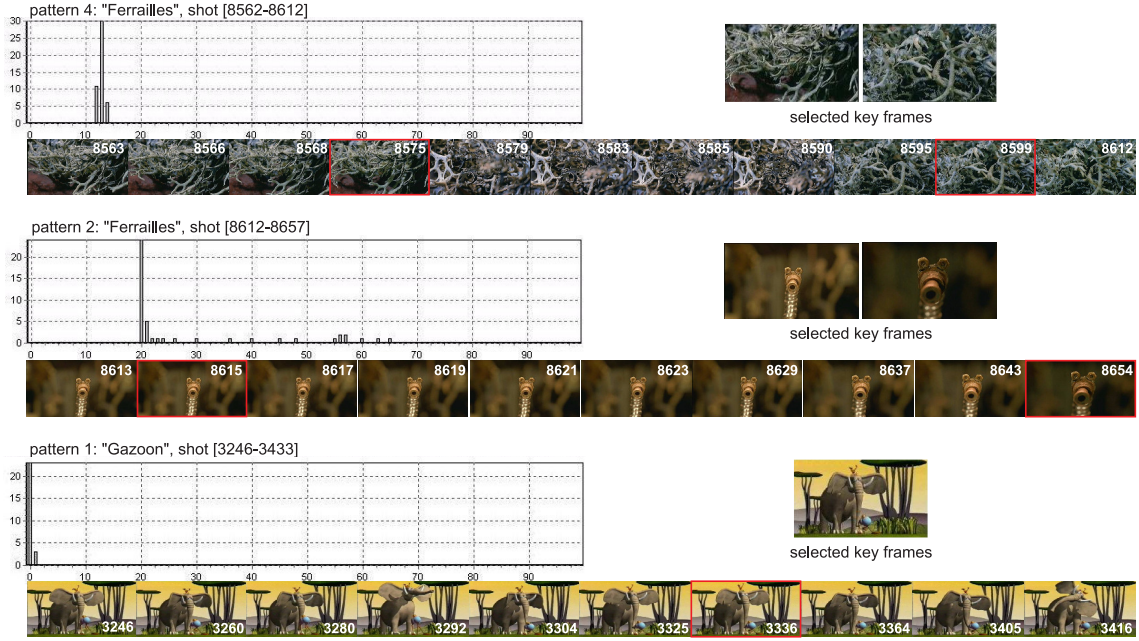 pattern 4: "Ferrailles", shot [8562-8612]
30
25
20
15
10
5
0
0 10 20 30 40 50 60 70 80 90
selected key frames
8563 8566 8568 8575 8579 8583 8585 8590 8595 8599 8612
pattern 2: "Ferrailles", shot [8612-8657]
20
15
10
5
0
0 10 20 30 40 50 60 70 80 90
selected key frames
8613 8615 8617 8619 8621 8623 8629 8637 8643 8654
pattern 1: "Gazoon", shot [3246-3433]
20
15
10
5
0
0 10 20 30 40 50 60 70 80 90
selected key frames
3246 3260 3280 3292 3304 3325 3336 3364 3405 3416